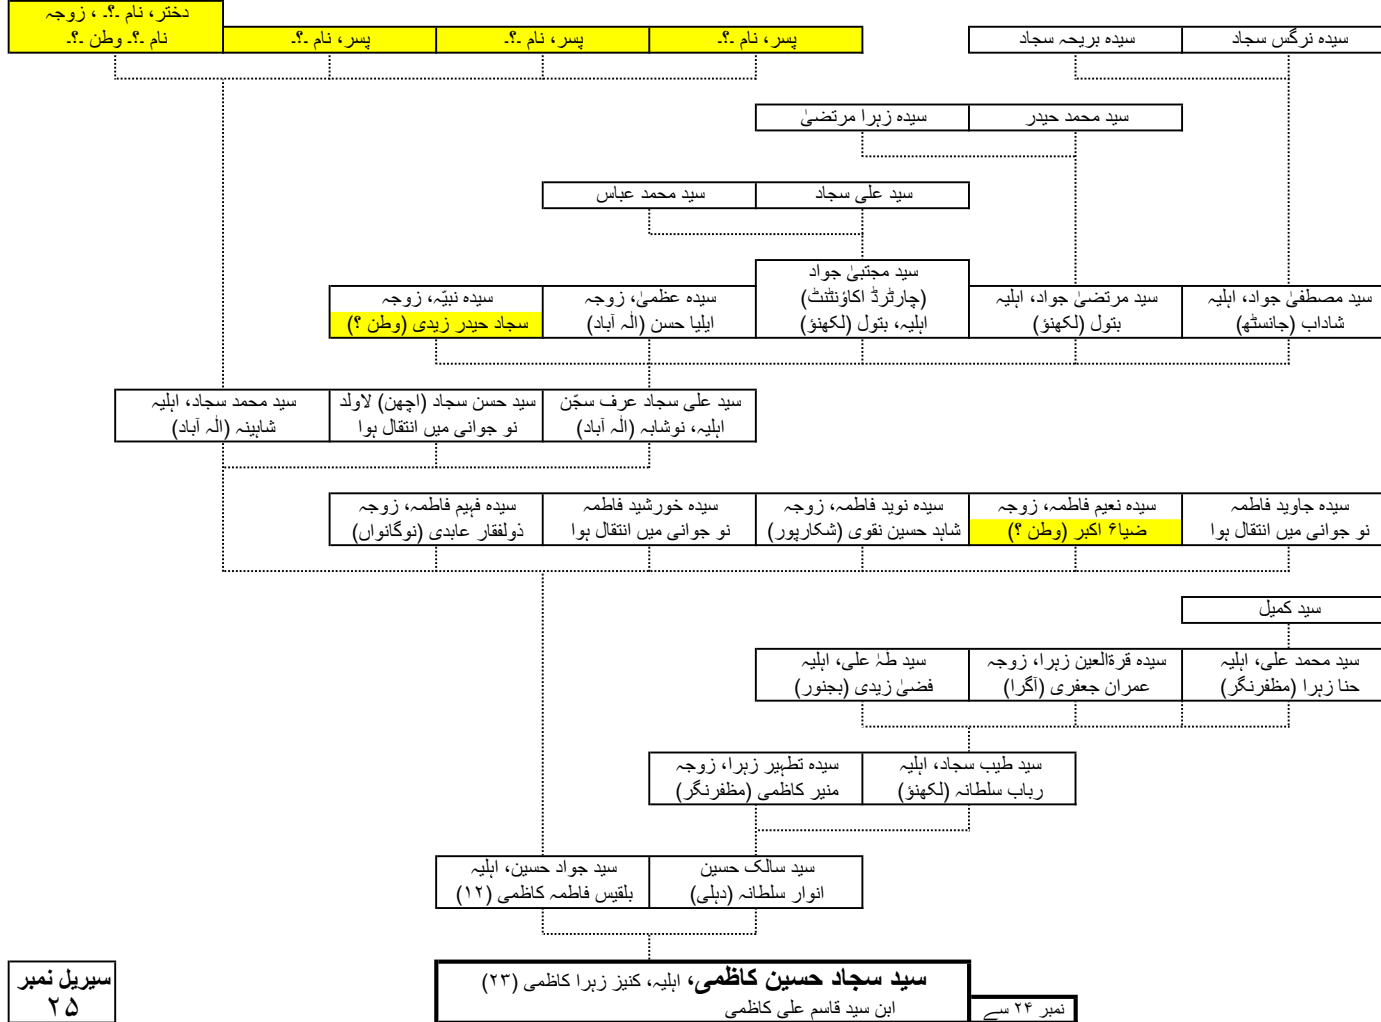 سیدہ نرگس سجاد
سیدہ بریحہ سجاد
پسر، نام ۔؟۔
پسر، نام ۔؟۔
پسر، نام ۔؟۔
دختر، نام ۔؟۔ ، زوجہ
نام ۔؟۔ وطن ۔؟۔
سید محمد حیدر
سیدہ زہرا مرتضیٰ
سید علی سجاد
سید محمد عباس
سید مصطفیٰ جواد، اہلیہ
شاداب (جانسٹھ)
سید مرتضیٰ جواد، اہلیہ
بتول (لکھنؤ)
سید مجتبیٰ جواد
(چارٹرڈ اکاؤنٹنٹ)
اہلیہ، بتول (لکھنؤ)
سیدہ عظمیٰ، زوجہ
ایلیا حسن (الٰہ آباد)
سیدہ نبیّہ، زوجہ
سجاد حیدر زیدی (وطن ؟)
سید علی سجاد عرف سجّن
اہلیہ، نوشابہ (الٰہ آباد)
سید حسن سجاد (اچھن) لاولد
نو جوانی میں انتقال ہوا
سید محمد سجاد، اہلیہ
شاہینہ (الٰہ آباد)
سیدہ جاوید فاطمہ
نو جوانی میں انتقال ہوا
سیدہ نعیم فاطمہ، زوجہ
ضیا۶ اکبر (وطن ؟)
سیدہ نوید فاطمہ، زوجہ
شاہد حسین نقوی (شکارپور)
سیدہ خورشید فاطمہ
نو جوانی میں انتقال ہوا
سیدہ فہیم فاطمہ، زوجہ
ذولفقار عابدی (نوگانواں)
سید کمیل
سید محمد علی، اہلیہ
حنا زہرا (مظفرنگر)
سیدہ قرۃالعین زہرا، زوجہ
عمران جعفری (آگرا)
سید طہٰ علی، اہلیہ
فضیٰ زیدی (بجنور)
سید طیب سجاد، اہلیہ
رباب سلطانہ (لکھنؤ)
سیدہ تطہیر زہرا، زوجہ
منیر کاظمی (مظفرنگر)
سید سالک حسین
انوار سلطانہ (دہلی)
سید جواد حسین، اہلیہ
بلقیس فاطمہ کاظمی (۱۲)
سید سجاد حسین کاظمی، اہلیہ، کنیز زہرا کاظمی (۲۳)
ابن سید قاسم علی کاظمی
نمبر ۲۴ سے
سیریل نمبر
۲۵